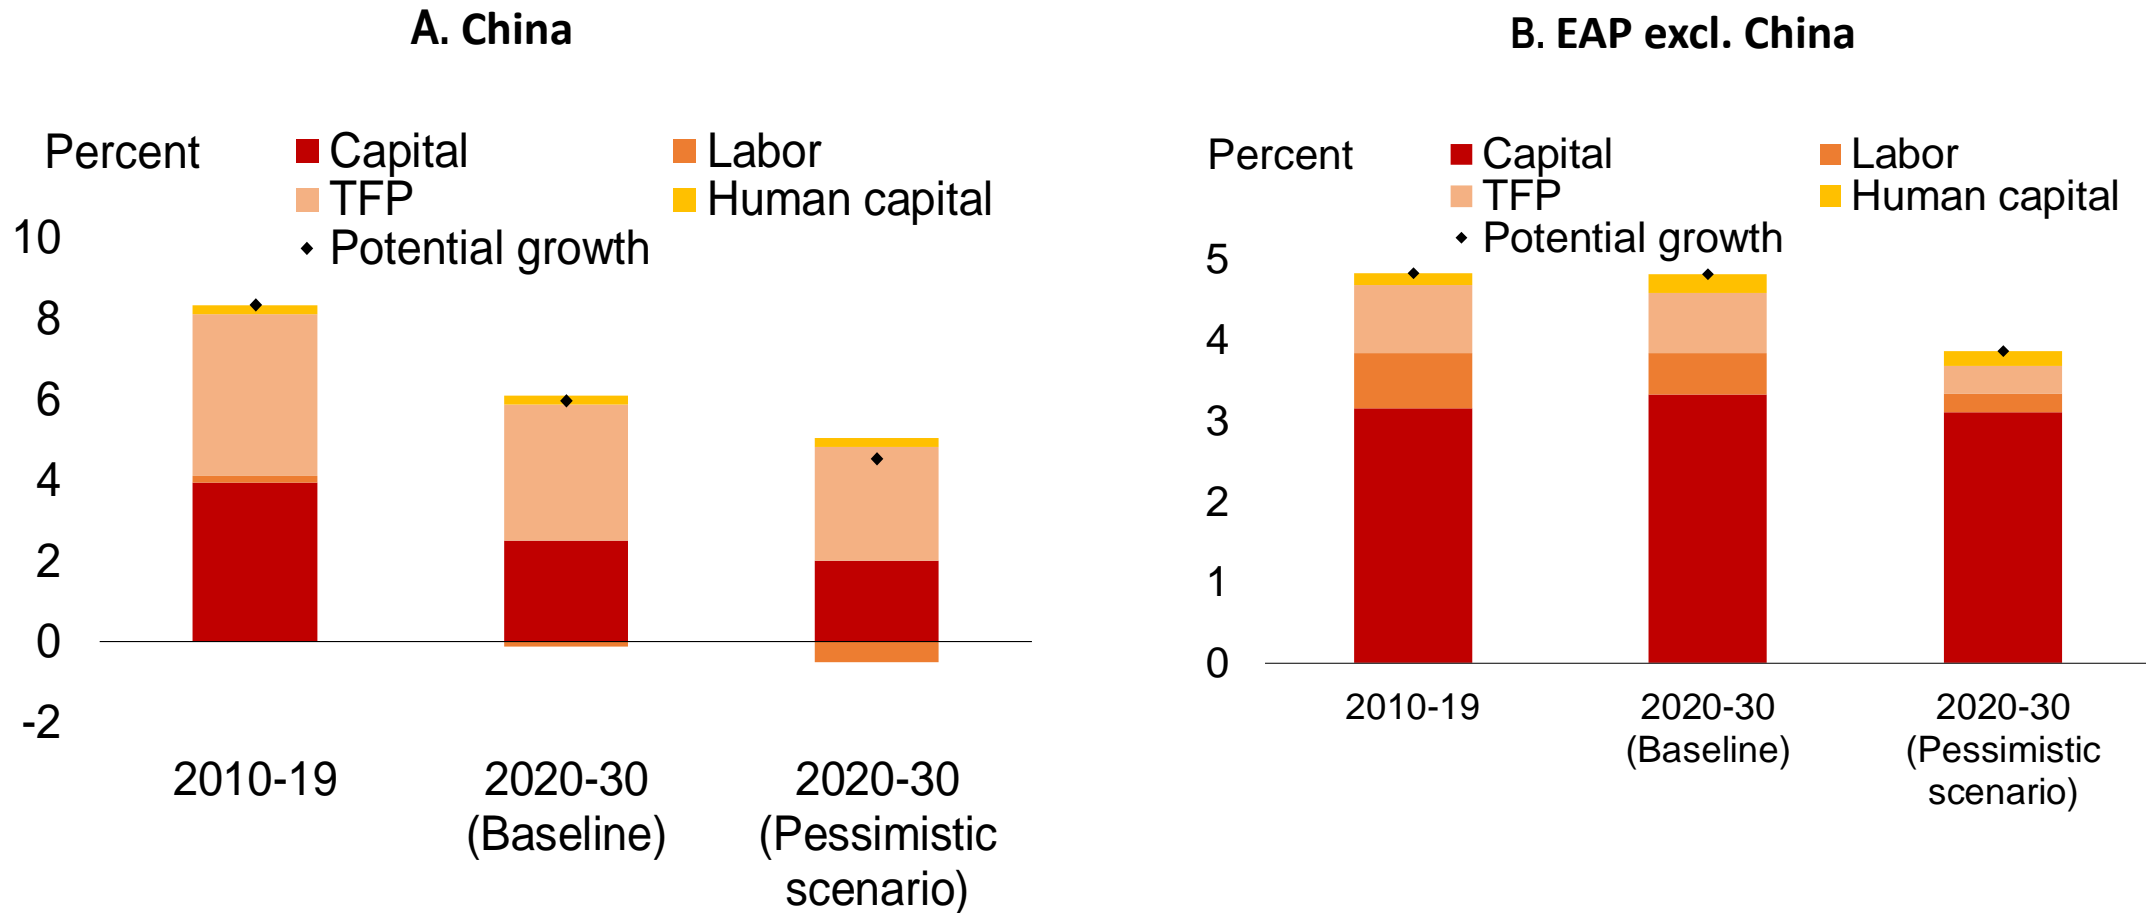 A. China
Percent
Capital
Labor
TFP
Human capital
Potential growth
10
8
6
4
2
0
-2
2010-19
2020-30
(Baseline)
2020-30
(Pessimistic
scenario)
B. EAP excl. China
Percent
Capital
Labor
TFP
Human capital
Potential growth
5
4
3
2
1
0
2010-19
2020-30
(Baseline)
2020-30
(Pessimistic
scenario)